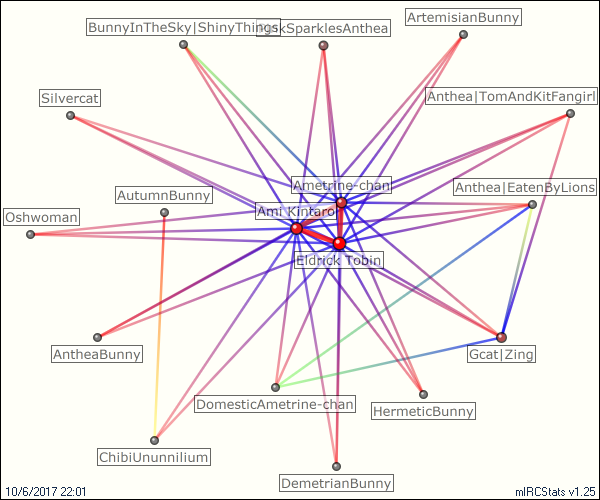 ArtemisianBunny
BunnyInTheSky|ShinyThings
kSparklesAnthea
Silvercat
Anthea|TomAndKitFangirl
AutumnBunny
Ametrine-chan
Anthea|EatenByLions
Oshwoman
Ami Kintaro
Eldrick Tobin
AntheaBunny
Gcat|Zing
DomesticAmetrine-chan
HermeticBunny
ChibiUnunnilium
DemetrianBunny
10/6/2017 22:01
mIRCStats v1.25